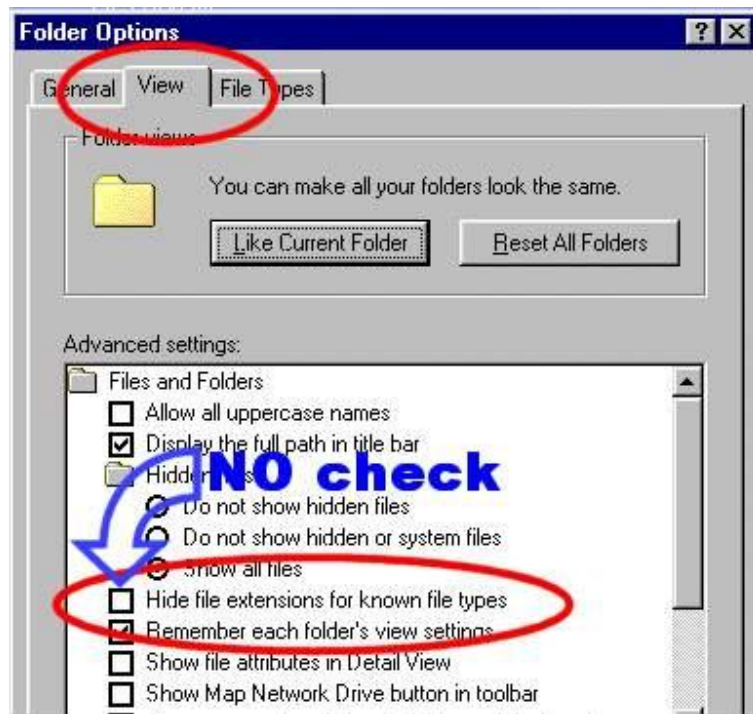 Folder Options
General View File Types
Folder views
You can make all your folders look the same.
Like Current Folder Reset All Folders
Advanced settings:
Files and Folders
Allow all uppercase names
Display the full path in title bar
NO check
Hidden files
Do not show hidden files
Do not show hidden or system files
Show all files
Hide file extensions for known file types
Remember each folder's view settings
Show file attributes in Detail View
Show Map Network Drive button in toolbar